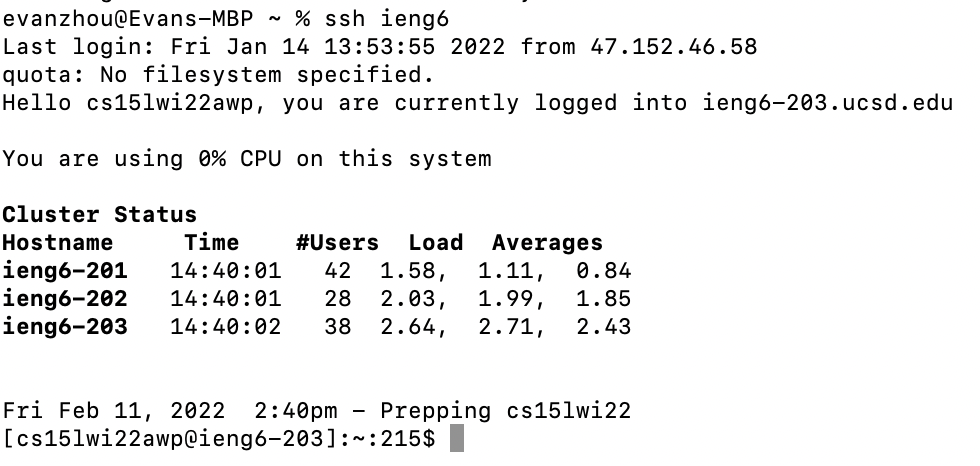 evanzhou@Evans-MBP ~ % ssh ieng6
Last login: Fri Jan 14 13:53:55 2022 from 47.152.46.58
quota: No filesystem specified.
Hello cs15lwi22awp, you are currently logged into ieng6-203.ucsd.edu
You are using 0% CPU on this system
Cluster Status
Hostname     Time    #Users  Load  Averages
ieng6-201   14:40:01   42  1.58,  1.11,  0.84
ieng6-202   14:40:01   28  2.03,  1.99,  1.85
ieng6-203   14:40:02   38  2.64,  2.71,  2.43
Fri Feb 11, 2022  2:40pm - Prepping cs15lwi22
[cs15lwi22awp@ieng6-203]:~:215$